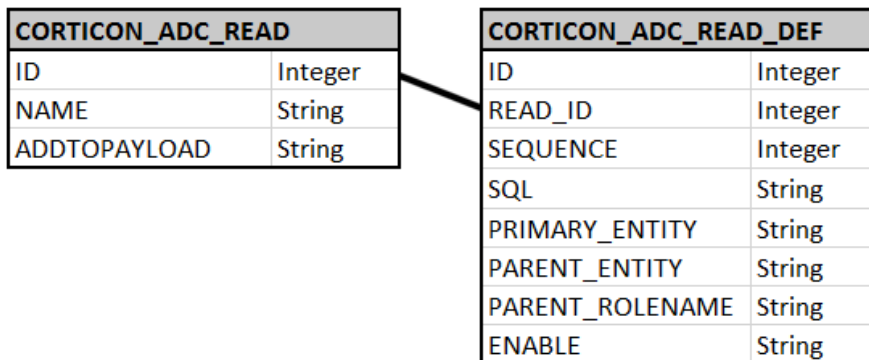 CORTICON_ADC_READ
ID Integer
NAME String
ADDTOPAYLOAD String
CORTICON_ADC_READ_DEF
ID Integer
READ_ID Integer
SEQUENCE Integer
SQL String
PRIMARY_ENTITY String
PARENT_ENTITY String
PARENT_ROLENAME String
ENABLE String